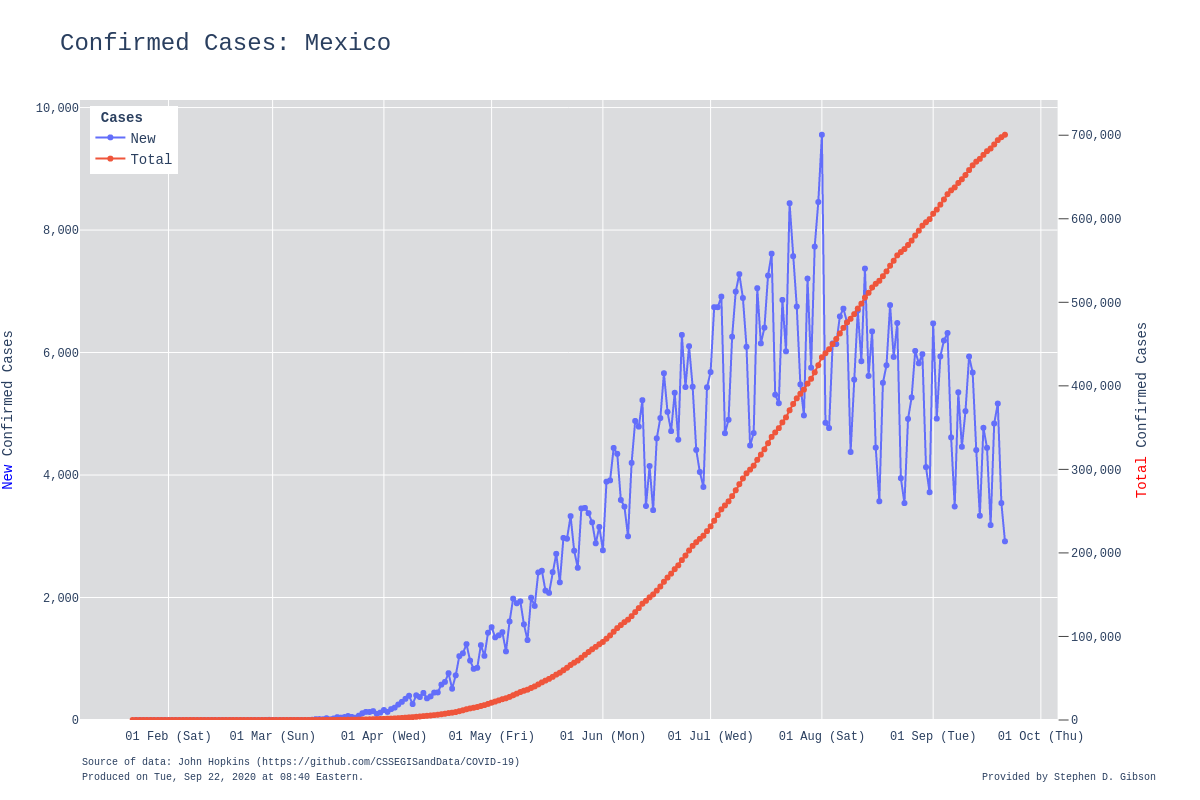 Confirmed Cases: Mexico
Cases
New
Total
10,000
8,000
6,000
4,000
2,000
0
700,000
600,000
500,000
400,000
300,000
200,000
100,000
0
New Confirmed Cases
Total Confirmed Cases
01 Feb (Sat) 01 Mar (Sun) 01 Apr (Wed) 01 May (Fri) 01 Jun (Mon) 01 Jul (Wed) 01 Aug (Sat) 01 Sep (Tue) 01 Oct (Thu)
Source of data: John Hopkins (https://github.com/CSSEGISandData/COVID-19)
Produced on Tue, Sep 22, 2020 at 08:40 Eastern.
Provided by Stephen D. Gibson